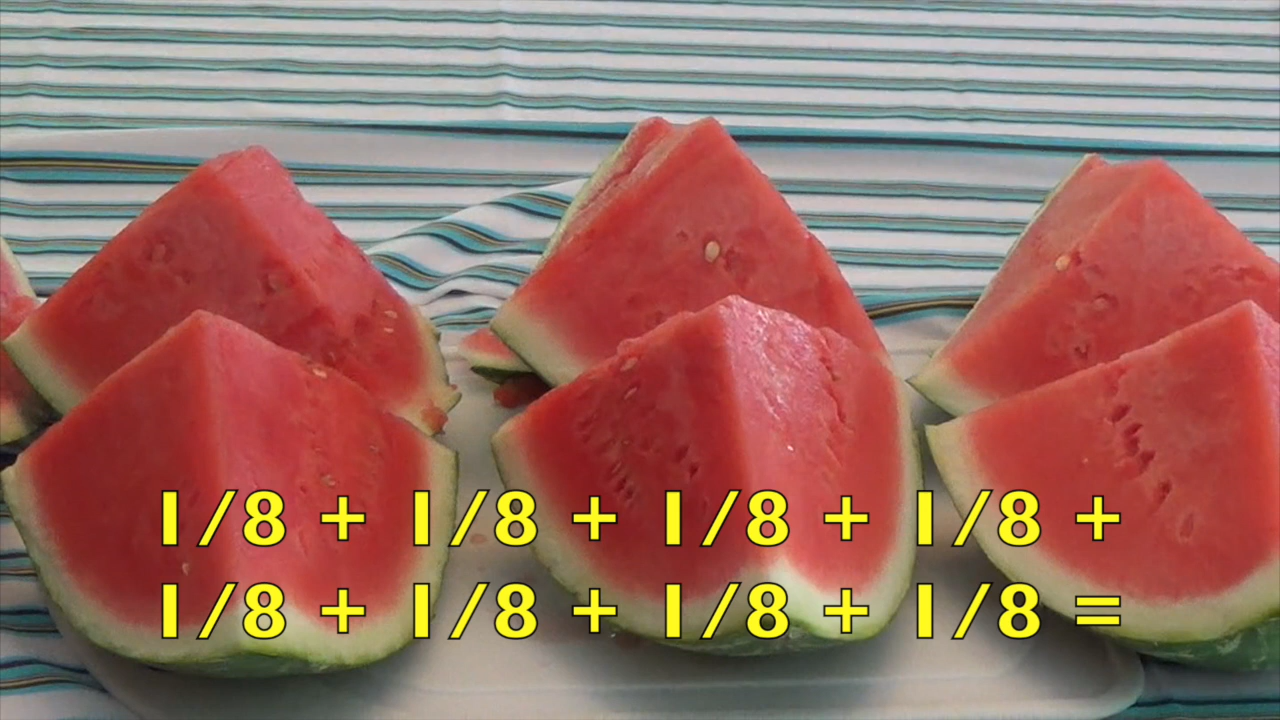 1/8 + 1/8 + 1/8 + 1/8 +
1/8 + 1/8 + 1/8 + 1/8 =